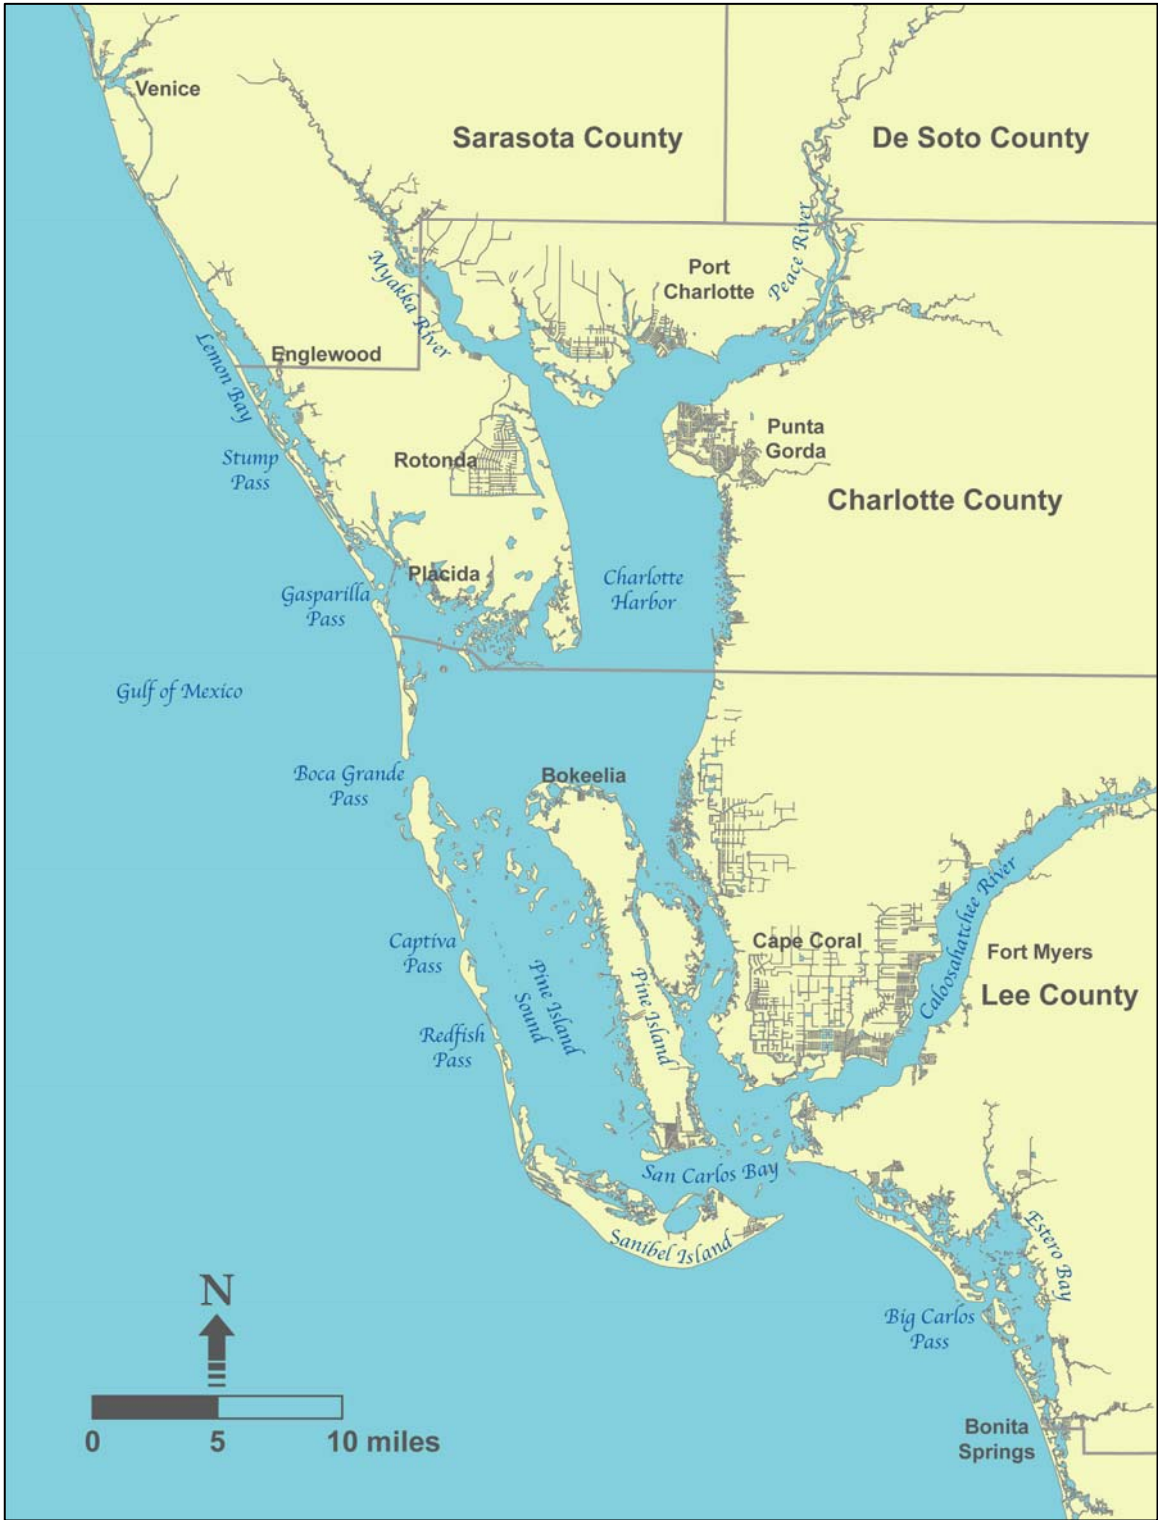 Venice
Sarasota County
De Soto County
Peace River
Port
Charlotte
Myakka River
Lemon Bay
Englewood
Stump
Pass
Rotonda
Punta
Gorda
Charlotte County
Placida
Gasparilla
Pass
Charlotte
Harbor
Gulf of Mexico
Boca Grande
Pass
Bokeelia
Captiva
Pass
Pine Island
Sound
Pine Island
Cape Coral
Caloosahatchee River
Fort Myers
Lee County
Redfish
Pass
San Carlos Bay
Sanibel Island
Estero Bay
Big Carlos
Pass
Bonita
Springs
N
0 5 10 miles